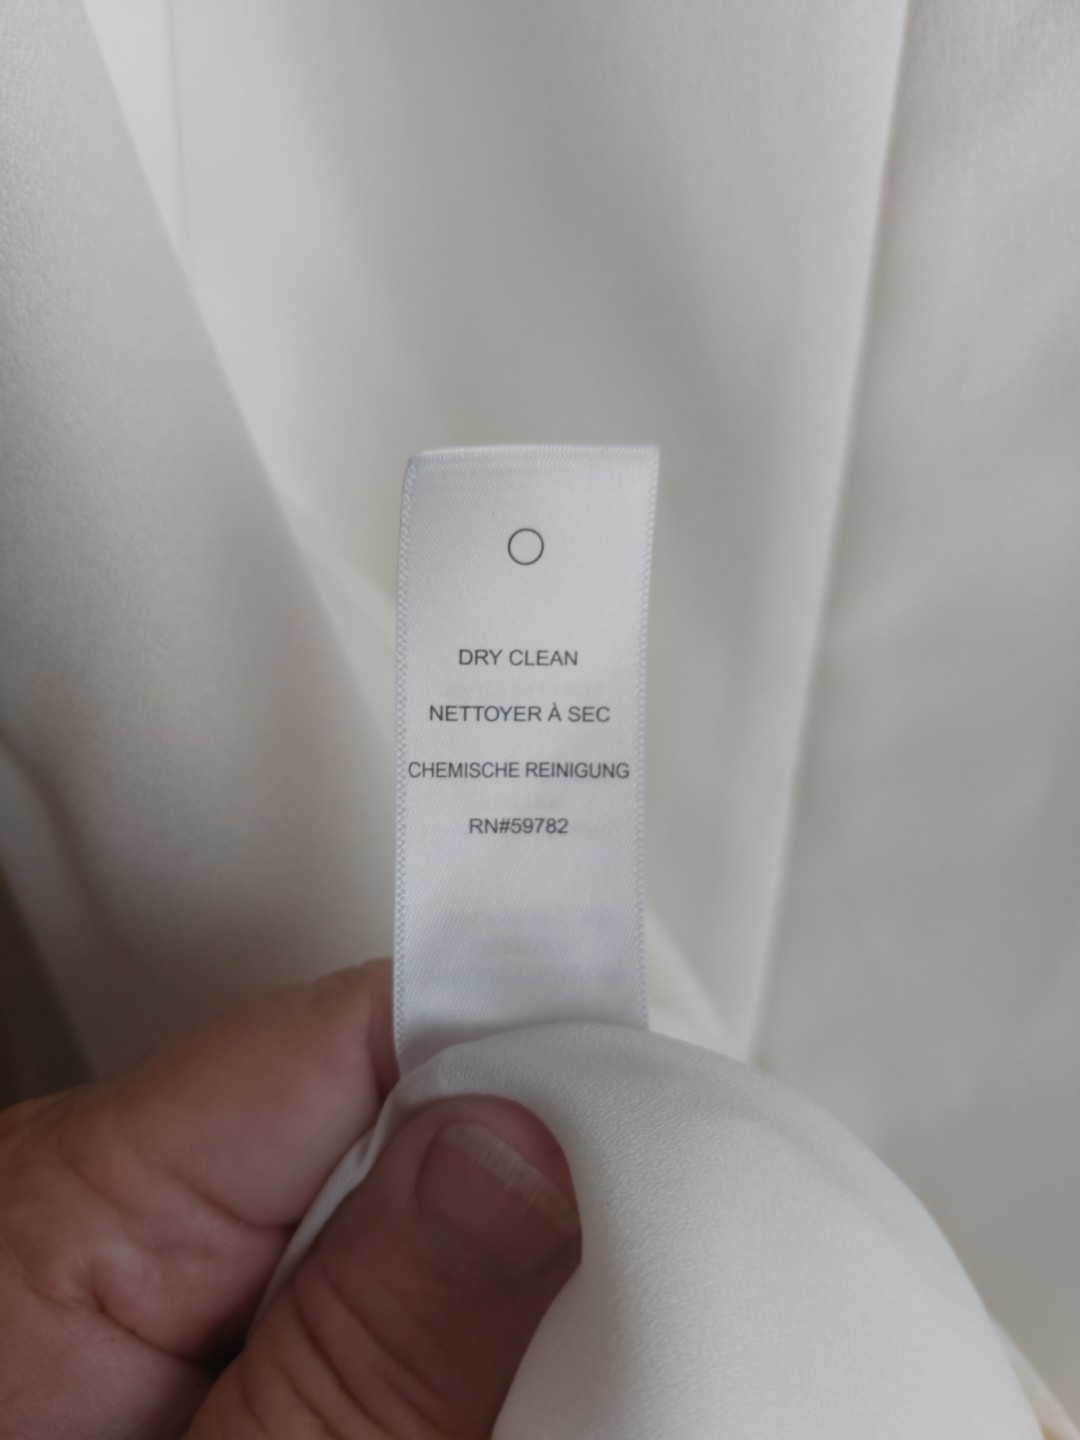 DRY CLEAN
NETTOYER À SEC
CHEMISCHE REINIGUNG
RN#59782